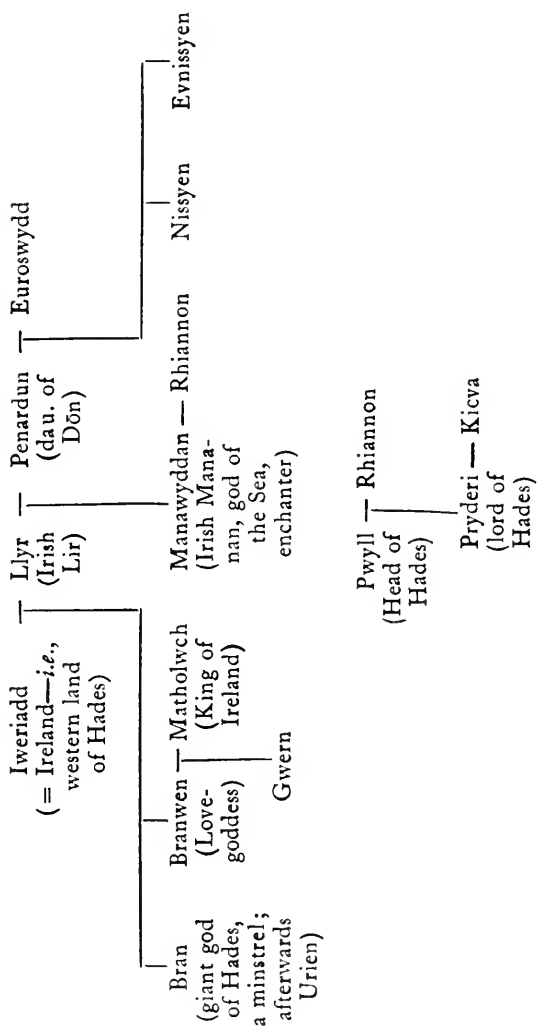 Iweriadd — Llyr — Penardun — Euroswydd
(= Ireland—i.e.,
western land
of Hades)
(Irish
Lir)
(dau. of
Dōn)
Bran
(giant god
of Hades,
a minstrel;
afterwards
Urien)
Branwen — Matholwch
(Love-
goddess)
(King of
Ireland)
Gwern
Manawyddan — Rhiannon
(Irish Mana-
nan, god of
the Sea,
enchanter)
Nissyen
Evnissyen
Pwyll — Rhiannon
(Head of
Hades)
Pryderi — Kicva
(lord of
Hades)